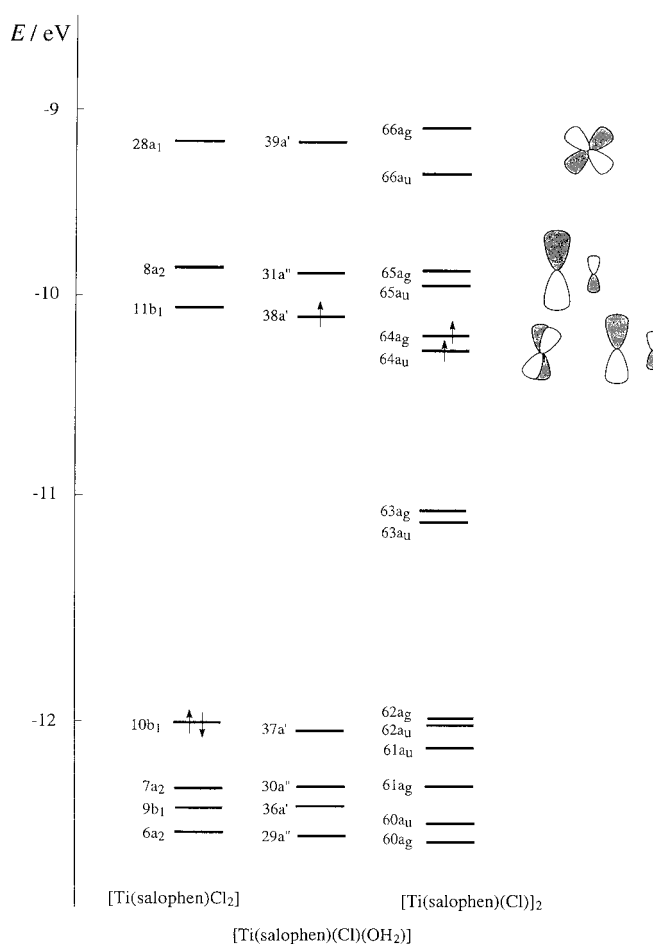 E / eV
-9
28a1
39a'
66ag
66au
8a2
31a"
65ag
-10
65au
11b1
38a'
64ag
64au
-11
63ag
63au
-12
10b1
37a'
62ag
62au
61au
7a2
30a"
61ag
9b1
36a'
60au
6a2
29a"
60ag
[Ti(salophen)Cl2]
[Ti(salophen)(Cl)]2
[Ti(salophen)(Cl)(OH2)]